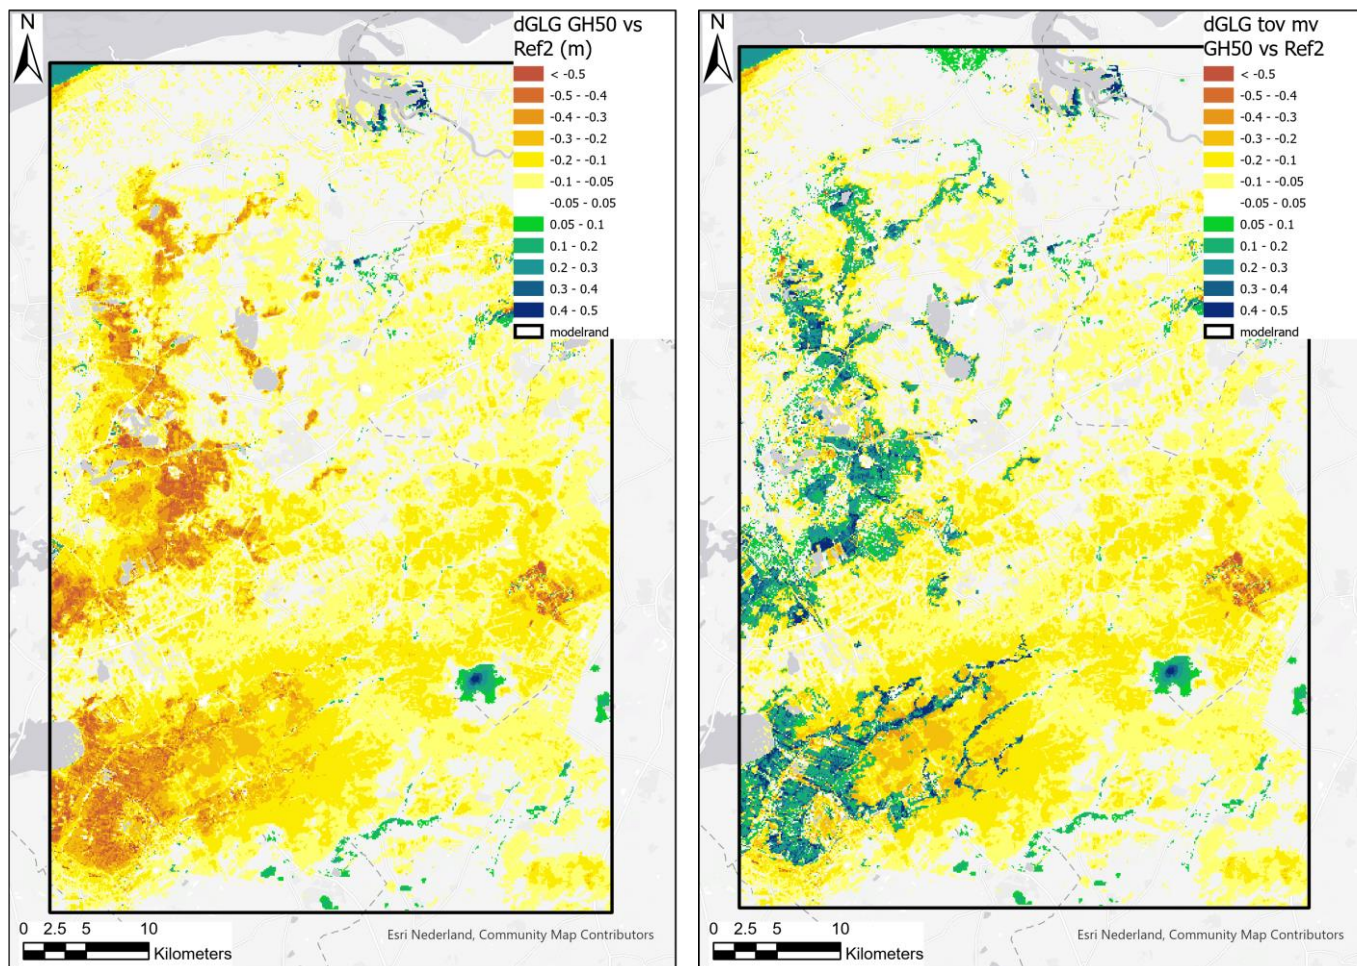 N
dGLG GH50 vs
Ref2 (m)
< -0.5
-0.5 - -0.4
-0.4 - -0.3
-0.3 - -0.2
-0.2 - -0.1
-0.1 - -0.05
-0.05 - 0.05
0.05 - 0.1
0.1 - 0.2
0.2 - 0.3
0.3 - 0.4
0.4 - 0.5
modelrand
0 2.5 5 10
Kilometers
Esri Nederland, Community Map Contributors
N
dGLG tov mv
GH50 vs Ref2
< -0.5
-0.5 - -0.4
-0.4 - -0.3
-0.3 - -0.2
-0.2 - -0.1
-0.1 - -0.05
-0.05 - 0.05
0.05 - 0.1
0.1 - 0.2
0.2 - 0.3
0.3 - 0.4
0.4 - 0.5
modelrand
0 2.5 5 10
Kilometers
Esri Nederland, Community Map Contributors